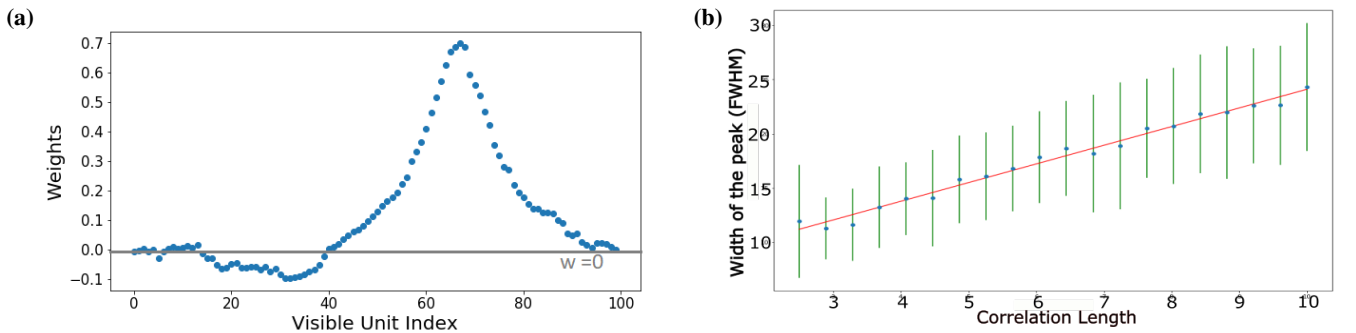 (a)
0.7
0.6
0.5
0.4
0.3
0.2
0.1
0.0
−0.1
Weights
w =0
0 20 40 60 80 100
Visible Unit Index
(b)
30
25
20
15
10
Width of the peak (FWHM)
3 4 5 6 7 8 9 10
Correlation Length